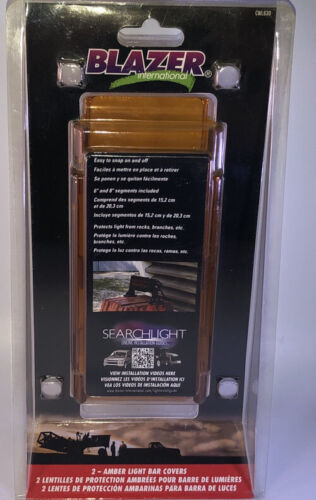 CWL630
BLAZER®
international
Easy to snap on and off
Faciles à mettre en place et à retirer
Se ponen y se quitan fácilmente
6" and 8" segments included
Comprend des segments de 15,2 cm
et de 20,3 cm
Incluye segmentos de 15,2 y de 20,3 cm
Protects light from rocks, branches, etc.
Protège la lumière contre les roches,
branches, etc.
Protege la luz contra las rocas, ramas, etc.
SEARCHLIGHT
ONLINE INSTALLATION GUIDES
VIEW INSTALLATION VIDEOS HERE
VISIONNEZ LES VIDÉOS D'INSTALLATION ICI
VEA LOS VIDEOS DE INSTALACIÓN AQUÍ
2 – AMBER LIGHT BAR COVERS
2 LENTILLES DE PROTECTION AMBRÉES POUR BARRE DE LUMIÈRES
2 LENTES DE PROTECCIÓN AMBARINAS PARA BARRA DE LUCES